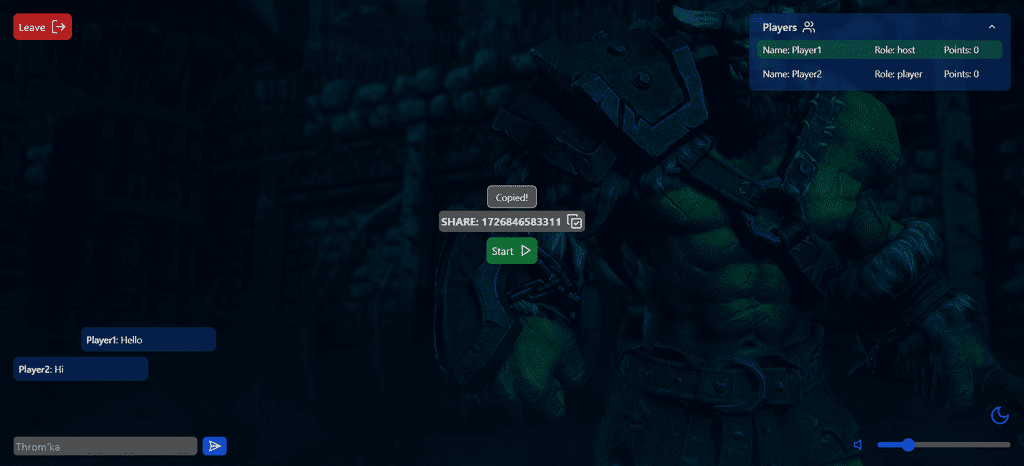 Leave
Players
Name: Player1 Role: host Points: 0
Name: Player2 Role: player Points: 0
Copied!
SHARE: 1726846583311
Start
Player1: Hello
Player2: Hi
Throm'ka